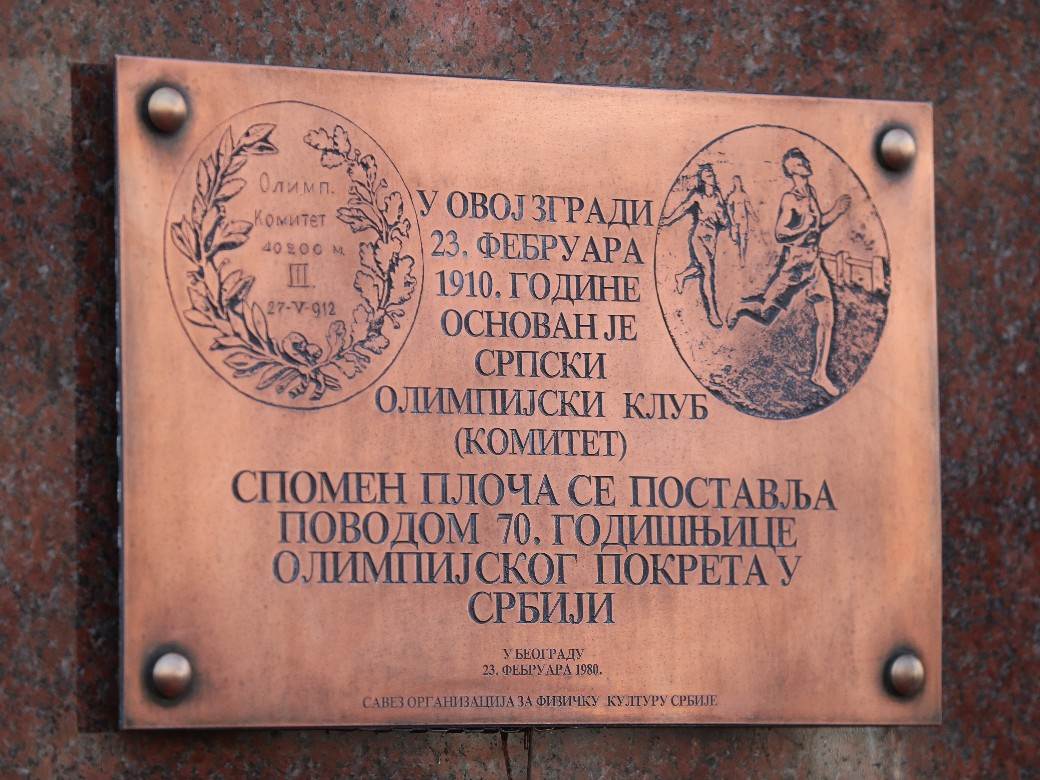 Олимп.
Комитет
40200 м.
III
27-V-912
У ОВОЈ ЗГРАДИ
23. ФЕБРУАРА
1910. ГОДИНЕ
ОСНОВАН ЈЕ
СРПСКИ
ОЛИМПИЈСКИ КЛУБ
(КОМИТЕТ)
СПОМЕН ПЛОЧА СЕ ПОСТАВЉА
ПОВОДОМ 70. ГОДИШЊИЦЕ
ОЛИМПИЈСКОГ ПОКРЕТА У
СРБИЈИ
У БЕОГРАДУ
23. ФЕБРУАРА 1980.
САВЕЗ ОРГАНИЗАЦИЈА ЗА ФИЗИЧКУ КУЛТУРУ СРБИЈЕ